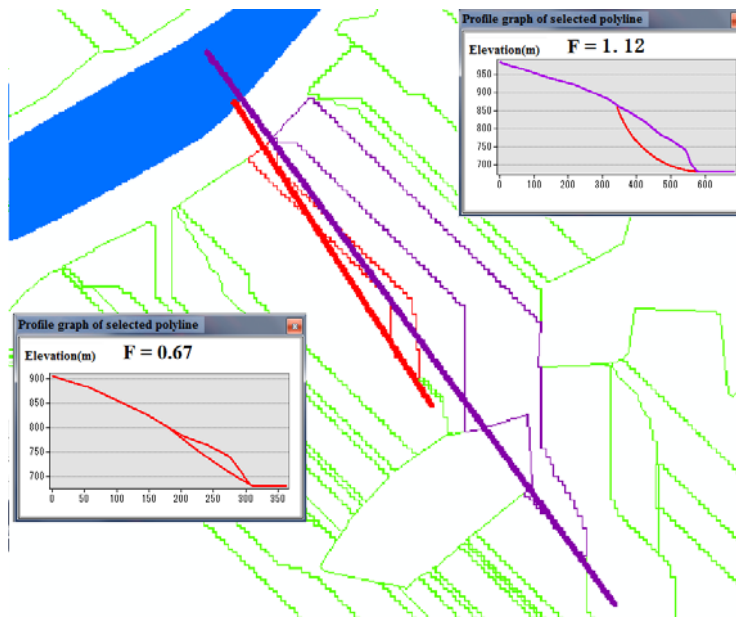 Profile graph of selected polyline
Elevation(m) F = 1. 12
950
900
850
800
750
700
0 100 200 300 400 500 600
Profile graph of selected polyline
Elevation(m) F = 0.67
900
850
800
750
700
0 50 100 150 200 250 300 350